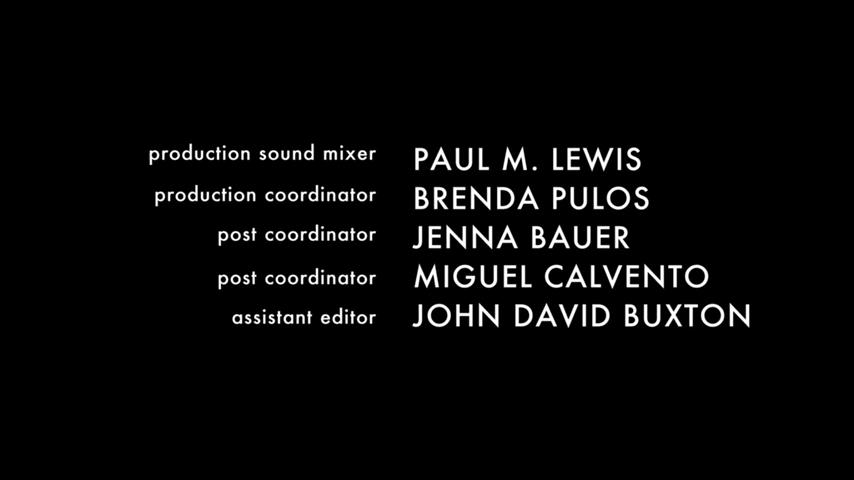 production sound mixer PAUL M. LEWIS
production coordinator BRENDA PULOS
post coordinator JENNA BAUER
post coordinator MIGUEL CALVENTO
assistant editor JOHN DAVID BUXTON